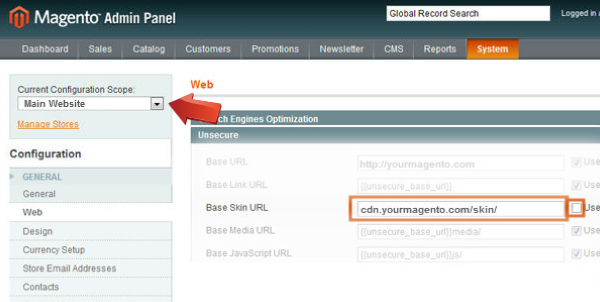 Magento Admin Panel
Global Record Search
Logged in a
Dashboard Sales Catalog Customers Promotions Newsletter CMS Reports System
Current Configuration Scope:
Main Website
Manage Stores
Configuration
GENERAL
General
Web
Design
Currency Setup
Store Email Addresses
Contacts
Web
ch Engines Optimization
Unsecure
Base URL http://yourmagento.com Use
Base Link URL {{unsecure_base_url}} Use
Base Skin URL cdn.yourmagento.com/skin/ Use
Base Media URL {{unsecure_base_url}}media/ Use
Base JavaScript URL {{unsecure_base_url}}js/ Use